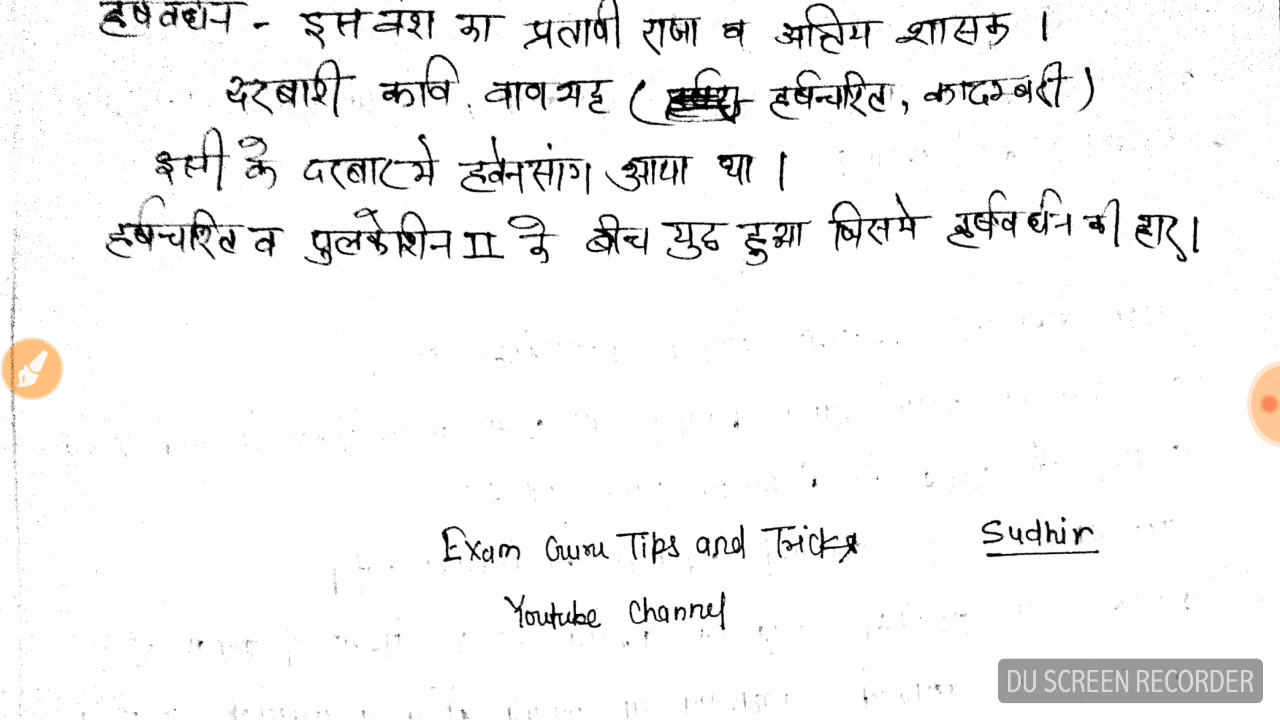 हर्षवर्धन - इस वंश का प्रतापी राजा व अंतिम शासक ।
दरबारी कवि वाणभट्ट ( हर्षचरित, कादम्बरी )
इसी के दरबार मे हवेनसांग आया था ।
हर्षचरित व पुलकेशिन II के बीच युद्ध हुआ जिसमे हर्षवर्धन की हार ।
Exam Guru Tips and Tricks Sudhir
Youtube Channel
DU SCREEN RECORDER